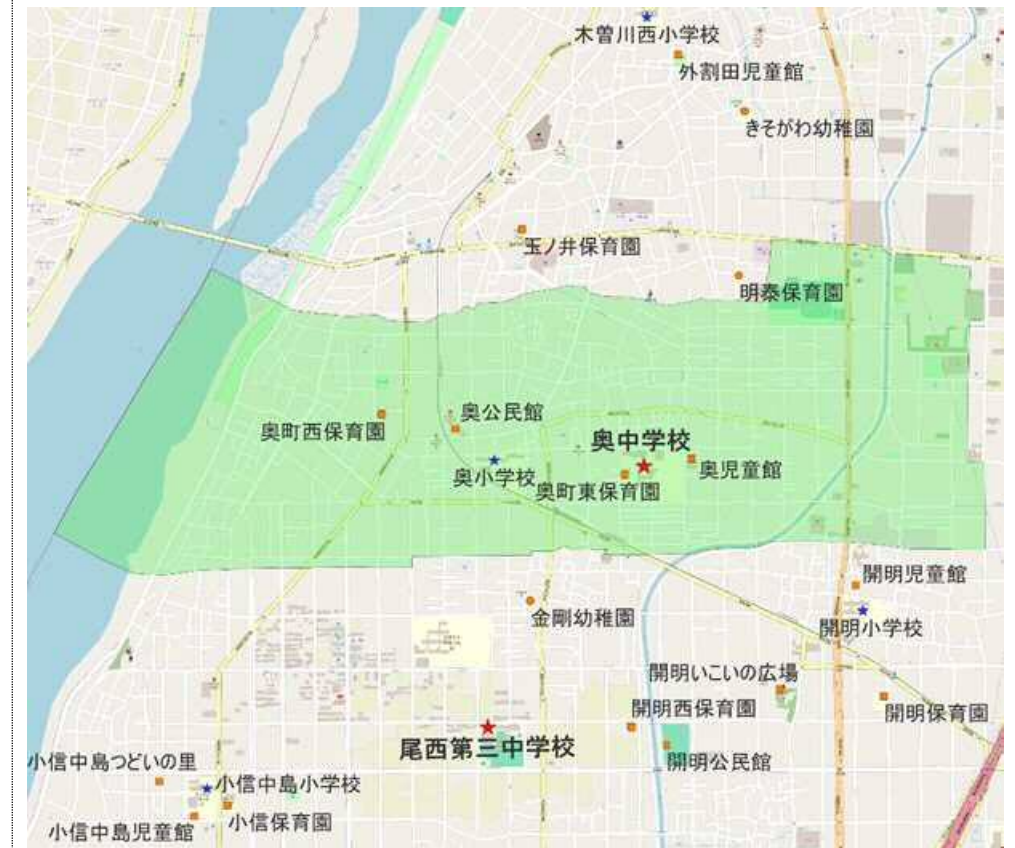 木曽川西小学校
外割田児童館
きそがわ幼稚園
玉ノ井保育園
明泰保育園
奥公民館
奥町西保育園
奥中学校
奥小学校
奥児童館
奥町東保育園
開明児童館
金剛幼稚園
開明小学校
開明いこいの広場
開明西保育園
開明保育園
尾西第三中学校
小信中島つどいの里
開明公民館
小信中島小学校
小信保育園
小信中島児童館